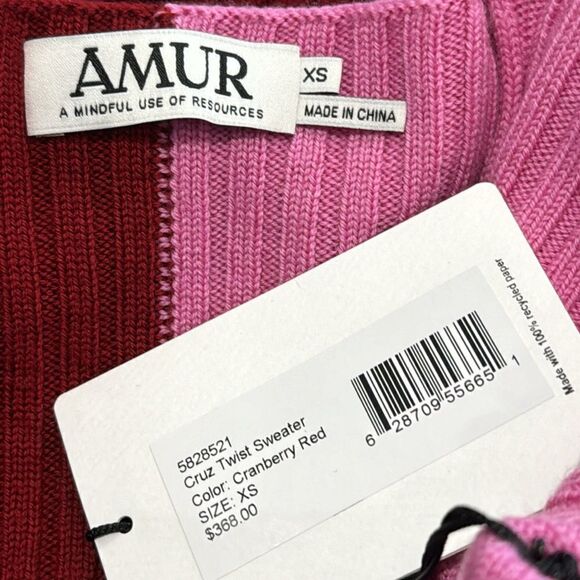 AMUR
A MINDFUL USE OF RESOURCES
XS
MADE IN CHINA
Made with 100% recycled paper
6 28709 55665 1
5828521
Cruz Twist Sweater
Color: Cranberry Red
SIZE: XS
$368.00